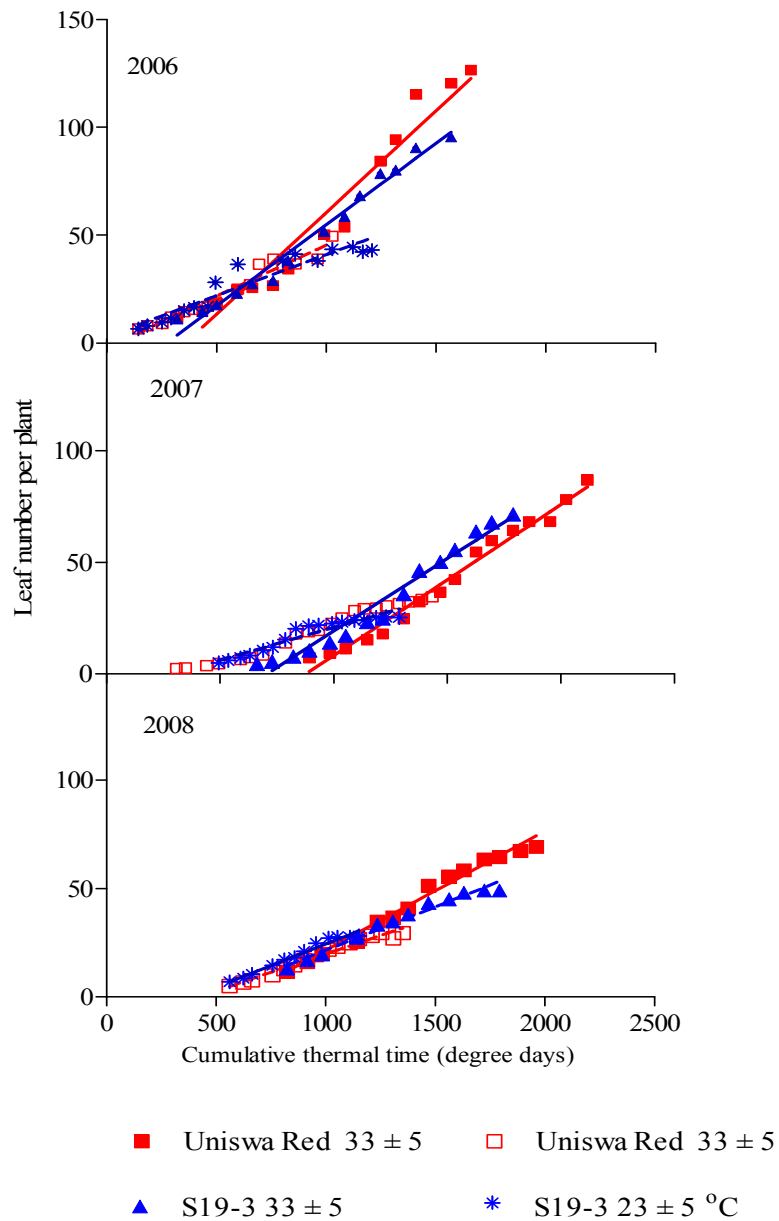 150
2006
100
50
0
2007
100
50
0
Leaf number per plant
2008
100
50
0
0 500 1000 1500 2000 2500
Cumulative thermal time (degree days)
Uniswa Red 33 ± 5 Uniswa Red 33 ± 5
S19-3 33 ± 5 S19-3 23 ± 5 °C